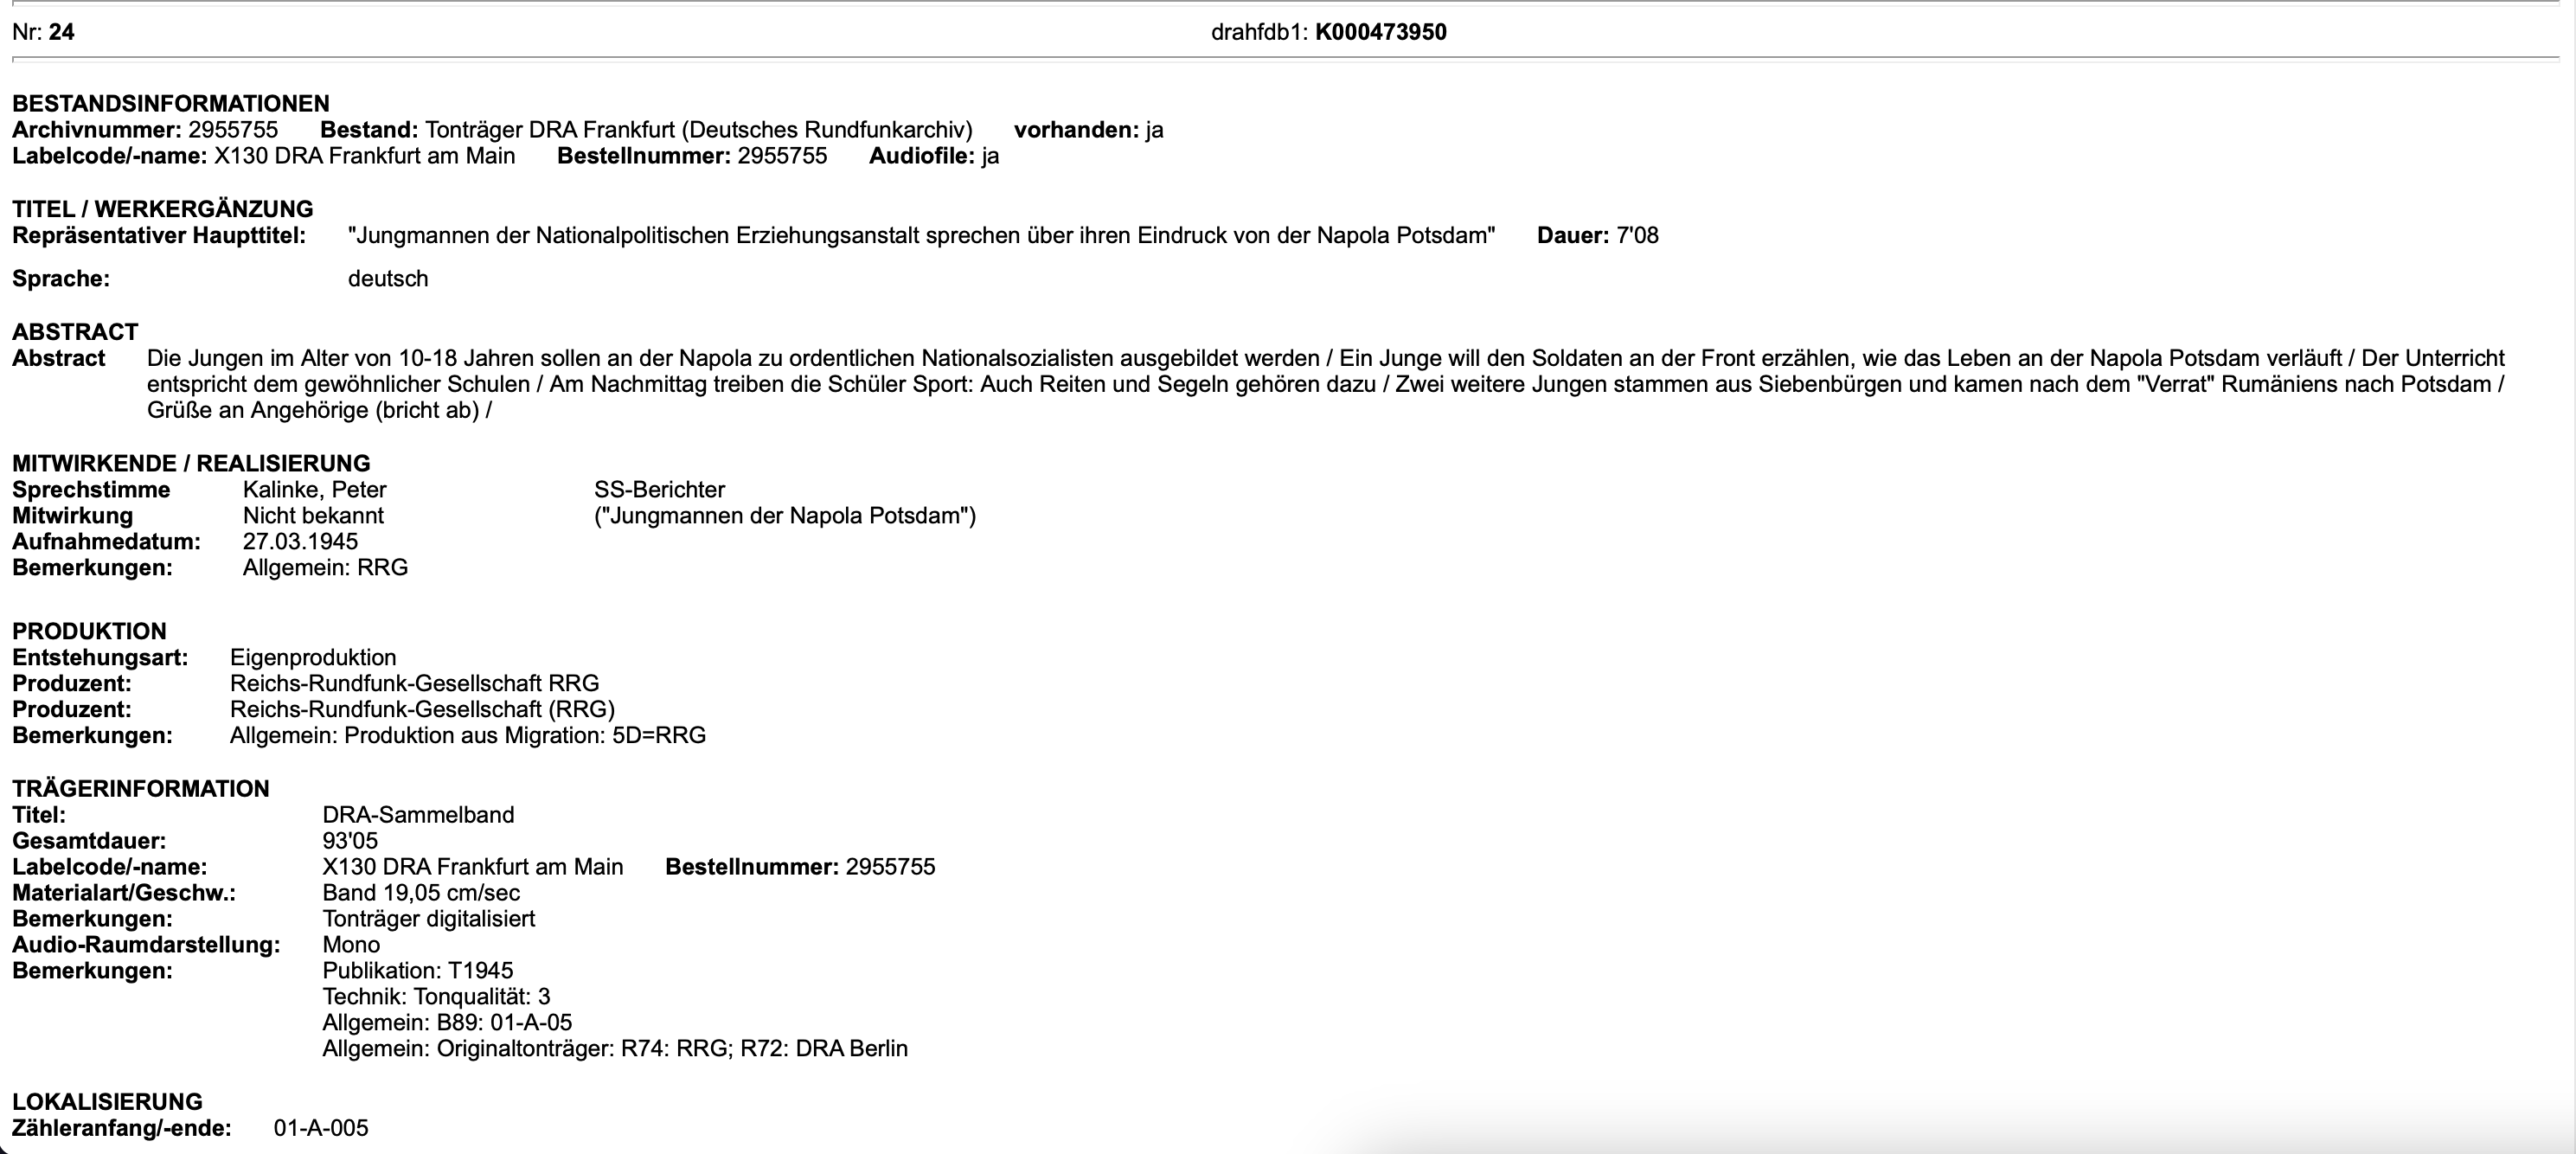 Nr: 24 drahfdb1: K000473950
BESTANDSINFORMATIONEN
Archivnummer: 2955755 Bestand: Tonträger DRA Frankfurt (Deutsches Rundfunkarchiv) vorhanden: ja
Labelcode/-name: X130 DRA Frankfurt am Main Bestellnummer: 2955755 Audiofile: ja
TITEL / WERKERGÄNZUNG
Repräsentativer Haupttitel: "Jungmannen der Nationalpolitischen Erziehungsanstalt sprechen über ihren Eindruck von der Napola Potsdam" Dauer: 7'08
Sprache: deutsch
ABSTRACT
Abstract Die Jungen im Alter von 10-18 Jahren sollen an der Napola zu ordentlichen Nationalsozialisten ausgebildet werden / Ein Junge will den Soldaten an der Front erzählen, wie das Leben an der Napola Potsdam verläuft / Der Unterricht
entspricht dem gewöhnlicher Schulen / Am Nachmittag treiben die Schüler Sport: Auch Reiten und Segeln gehören dazu / Zwei weitere Jungen stammen aus Siebenbürgen und kamen nach dem "Verrat" Rumäniens nach Potsdam /
Grüße an Angehörige (bricht ab) /
MITWIRKENDE / REALISIERUNG
Sprechstimme Kalinke, Peter SS-Berichter
Mitwirkung Nicht bekannt ("Jungmannen der Napola Potsdam")
Aufnahmedatum: 27.03.1945
Bemerkungen: Allgemein: RRG
PRODUKTION
Entstehungsart: Eigenproduktion
Produzent: Reichs-Rundfunk-Gesellschaft RRG
Produzent: Reichs-Rundfunk-Gesellschaft (RRG)
Bemerkungen: Allgemein: Produktion aus Migration: 5D=RRG
TRÄGERINFORMATION
Titel: DRA-Sammelband
Gesamtdauer: 93'05
Labelcode/-name: X130 DRA Frankfurt am Main Bestellnummer: 2955755
Materialart/Geschw.: Band 19,05 cm/sec
Bemerkungen: Tonträger digitalisiert
Audio-Raumdarstellung: Mono
Bemerkungen: Publikation: T1945
Technik: Tonqualität: 3
Allgemein: B89: 01-A-05
Allgemein: Originaltonträger: R74: RRG; R72: DRA Berlin
LOKALISIERUNG
Zähleranfang/-ende: 01-A-005